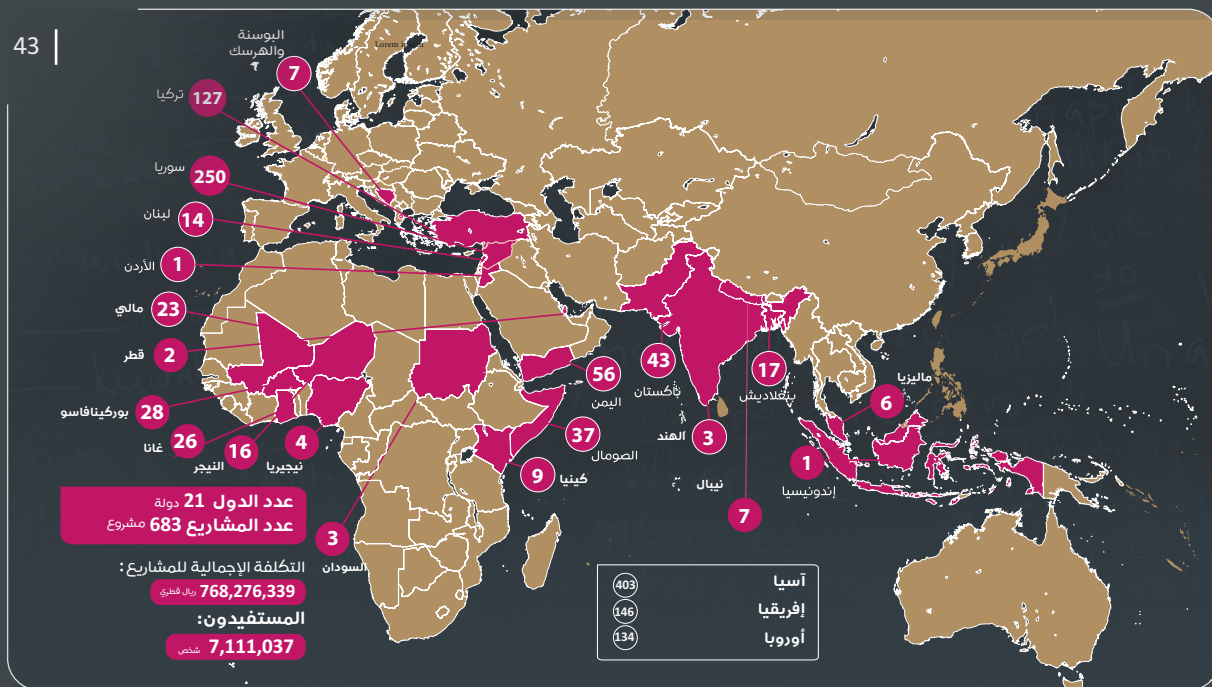 43
البوسنة
والهرسك
7
Lorem ipsum
تركيا 127
سوريا
250
لبنان 14
الأردن 1
مالي 23
قطر 2
بوركينافاسو 28
غانا 26
النيجر 16
نيجيريا 4
السودان 3
كينيا 9
الصومال 37
اليمن 56
باكستان 43
الهند 3
بنغلاديش 17
نيبال 7
ماليزيا 6
إندونيسيا 1
عدد الدول 21 دولة
عدد المشاريع 683 مشروع
التكلفة الإجمالية للمشاريع:
768,276,339 ريال قطري
المستفيدون:
7,111,037 شخص
آسيا 403
إفريقيا 146
أوروبا 134